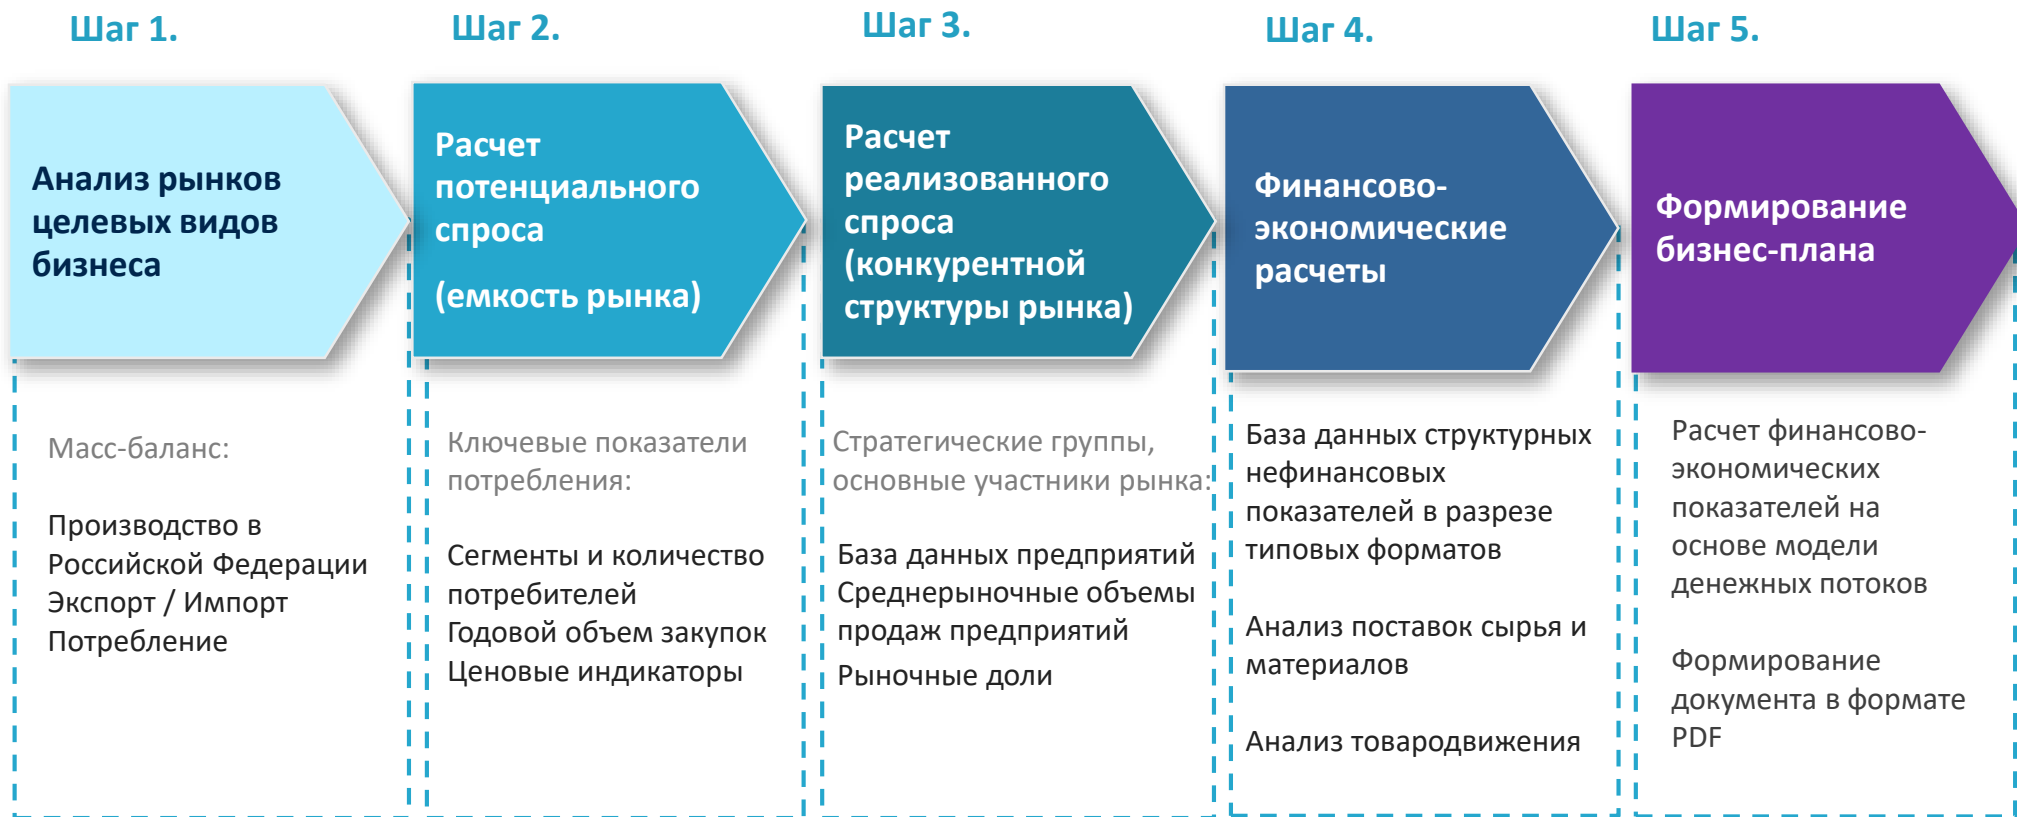 Шаг 1.
Анализ рынков
целевых видов
бизнеса
Масс-баланс:
Производство в
Российской Федерации
Экспорт / Импорт
Потребление
Шаг 2.
Расчет
потенциального
спроса
(емкость рынка)
Ключевые показатели
потребления:
Сегменты и количество
потребителей
Годовой объем закупок
Ценовые индикаторы
Шаг 3.
Расчет
реализованного
спроса
(конкурентной
структуры рынка)
Стратегические группы,
основные участники рынка:
База данных предприятий
Среднерыночные объемы
продаж предприятий
Рыночные доли
Шаг 4.
Финансово-
экономические
расчеты
База данных структурных
нефинансовых
показателей в разрезе
типовых форматов
Анализ поставок сырья и
материалов
Анализ товародвижения
Шаг 5.
Формирование
бизнес-плана
Расчет финансово-
экономических
показателей на
основе модели
денежных потоков
Формирование
документа в формате
PDF